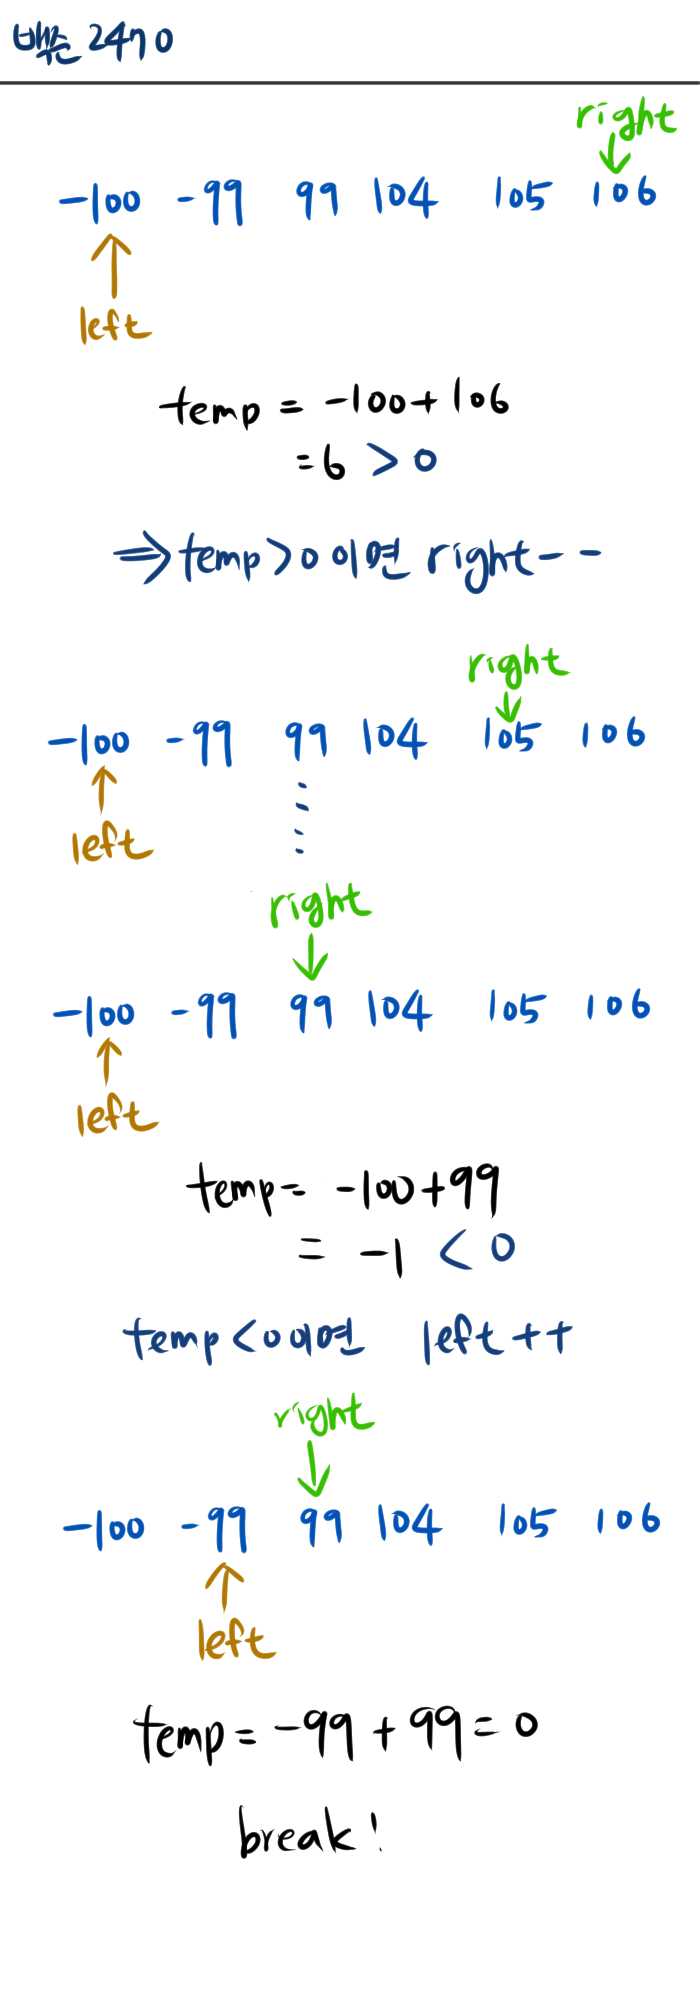 백준 2470
right
-100 -99 99 104 105 106
left
temp = -100+106
=6 > 0
⇒temp>0 이면 right--
right
-100 -99 99 104 105 106
left
right
-100 -99 99 104 105 106
left
temp= -100+99
= -1 < 0
temp<0이면 left++
right
-100 -99 99 104 105 106
left
temp= -99+99=0
break!